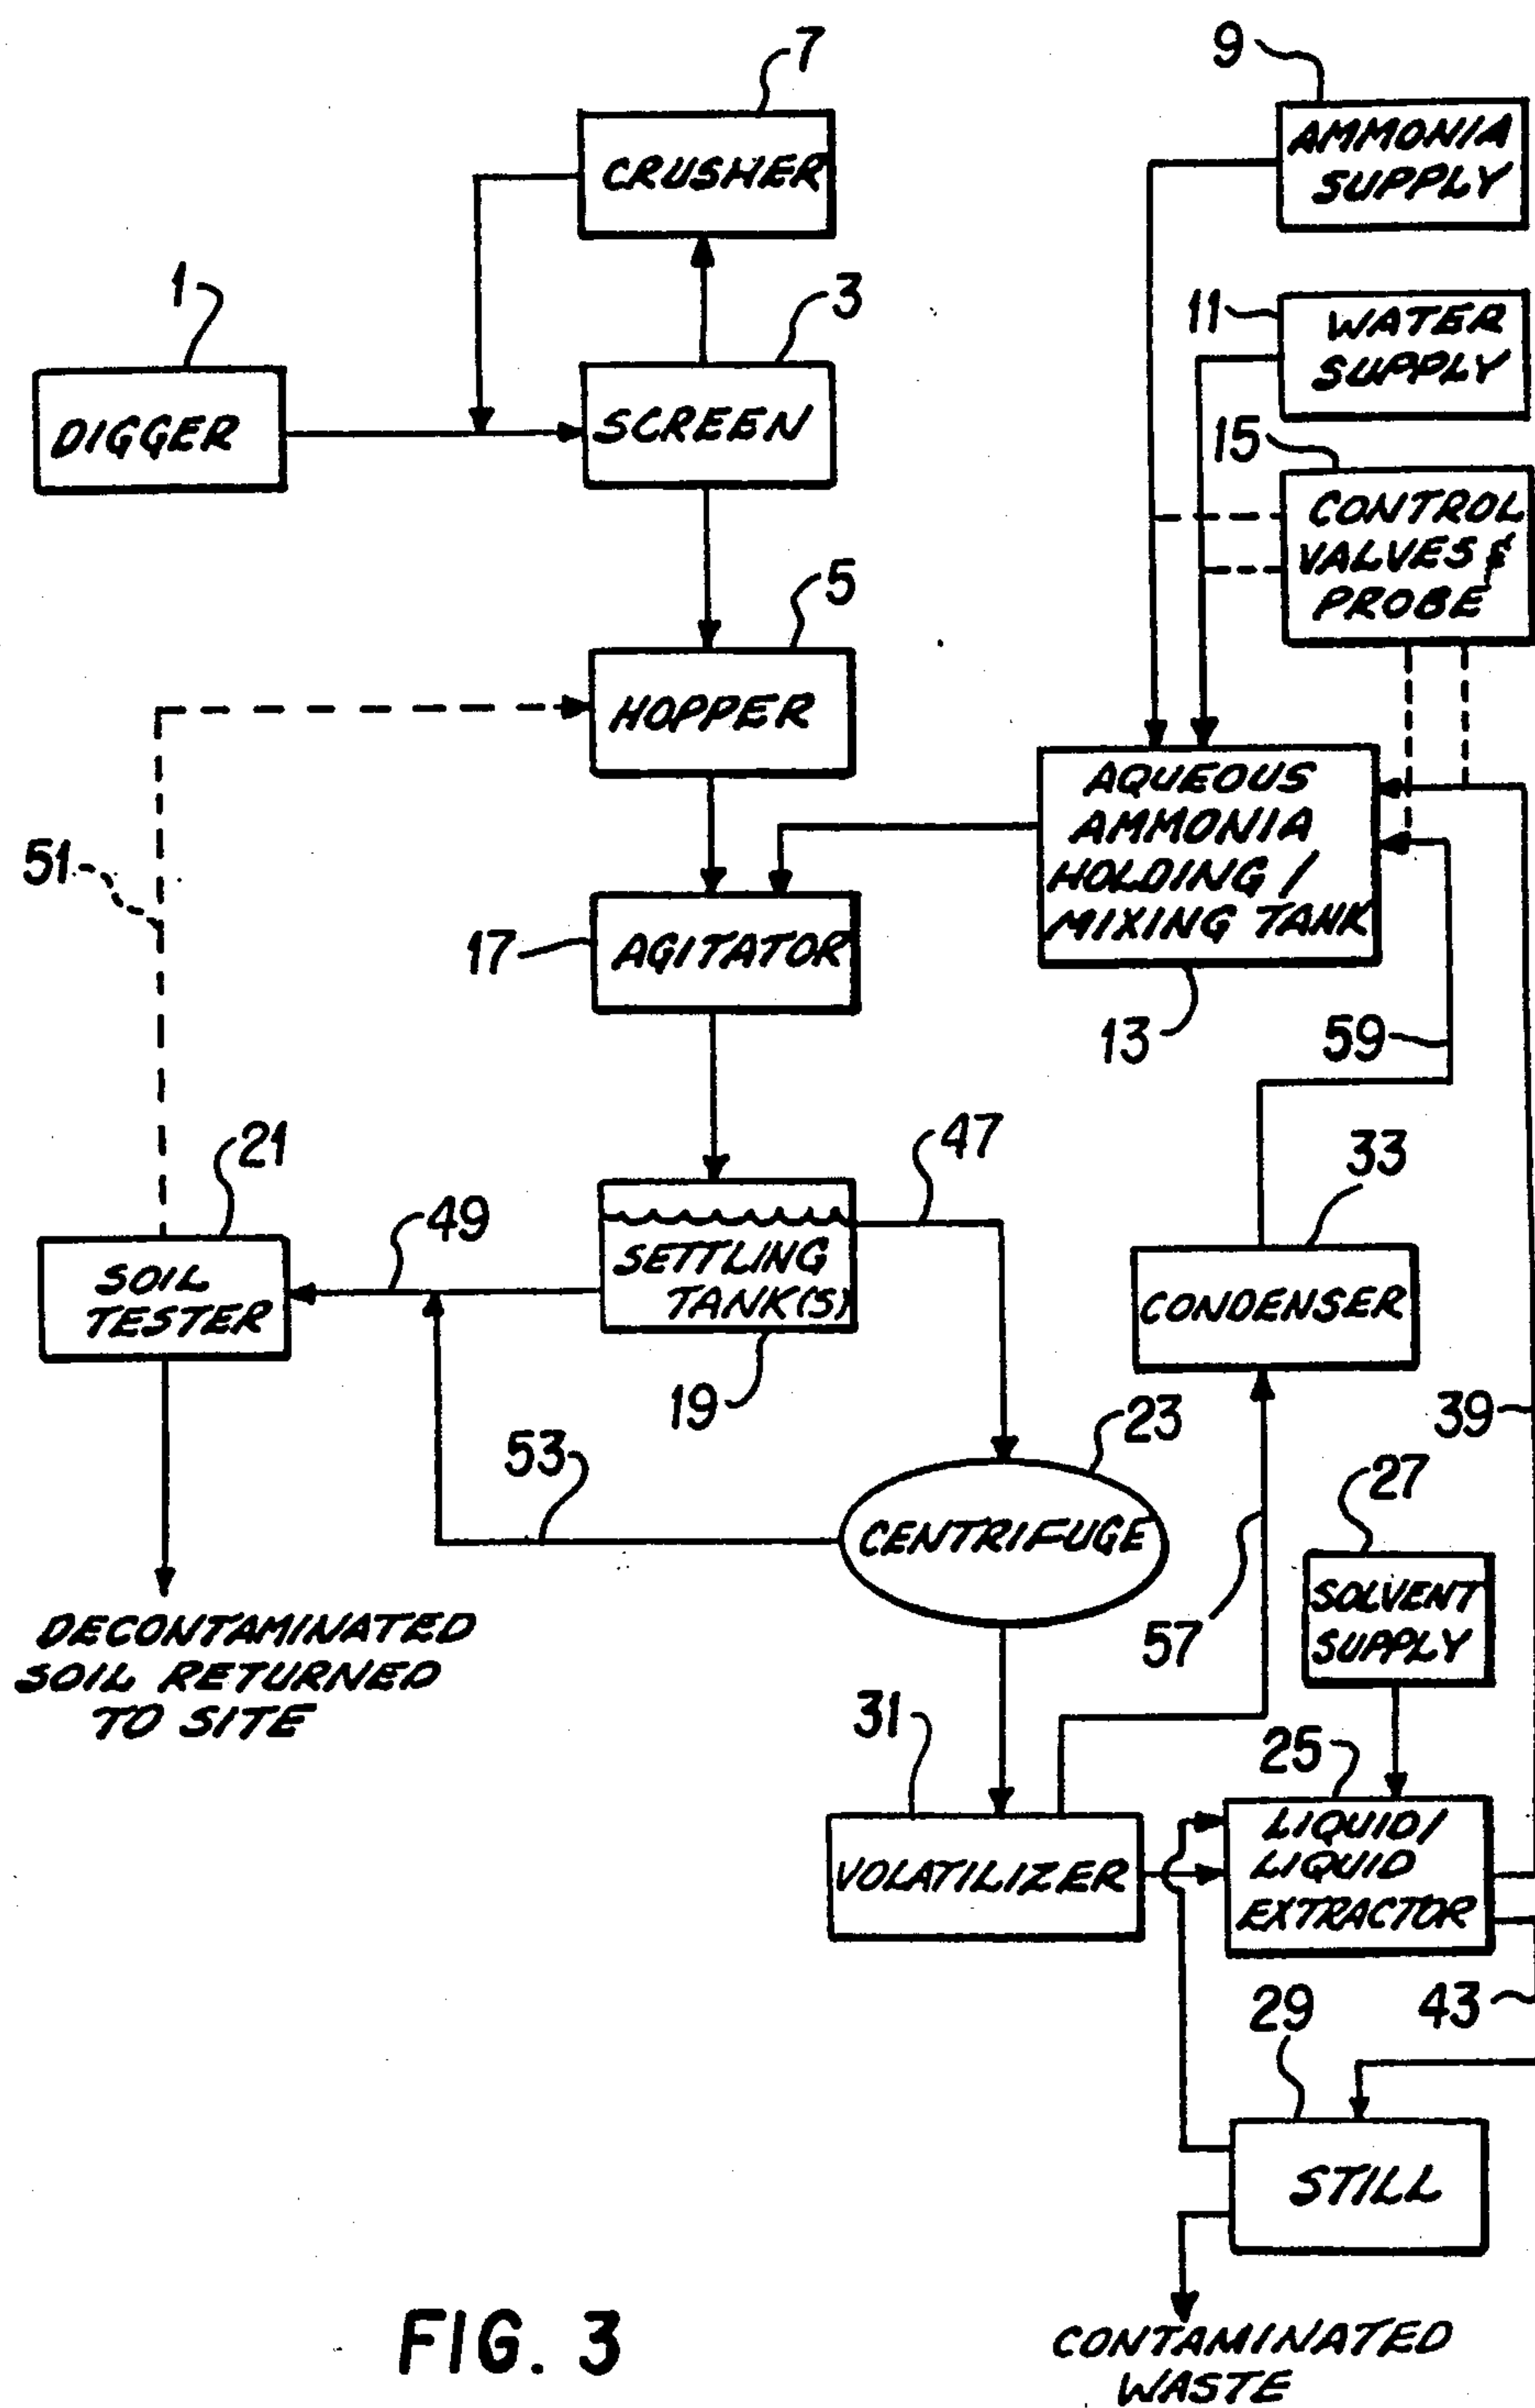 7
CRUSHER
9
AMMONIA
SUPPLY
1
DIGGER
3
SCREEN
11
WATER
SUPPLY
15
CONTROL
VALVES &
PROBE
5
HOPPER
51
AQUEOUS
AMMONIA
HOLDING /
MIXING TANK
13
17
AGITATOR
59
21
SOIL
TESTER
49
47
SETTLING
TANK(S)
19
33
CONDENSER
39
53
23
CENTRIFUGE
57
27
SOLVENT
SUPPLY
DECONTAMINATED
SOIL RETURNED
TO SITE
31
VOLATILIZER
25
LIQUID/
LIQUID
EXTRACTOR
43
29
STILL
CONTAMINATED
WASTE
FIG. 3